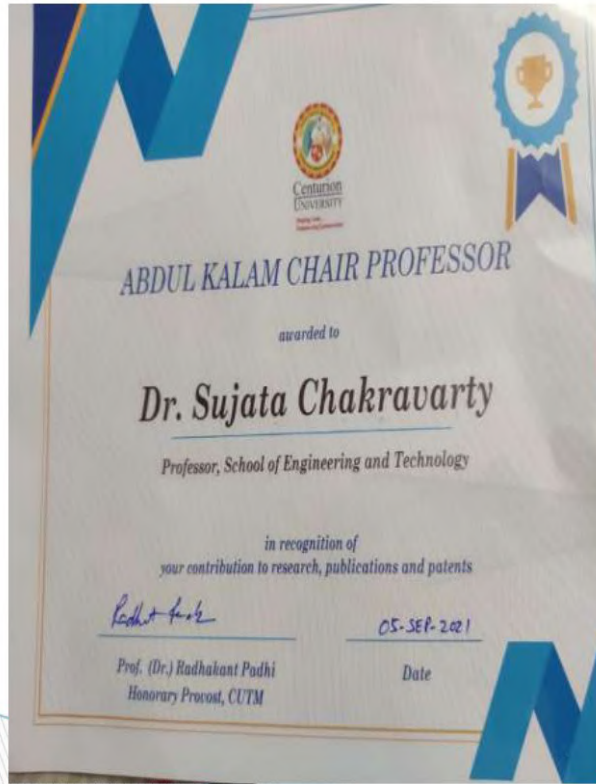 Centurion
UNIVERSITY
ABDUL KALAM CHAIR PROFESSOR
awarded to
Dr. Sujata Chakravarty
Professor, School of Engineering and Technology
in recognition of
your contribution to research, publications and patents
05-SEP-2021
Prof. (Dr.) Radhakant Padhi
Date
Honorary Provost, CUTM